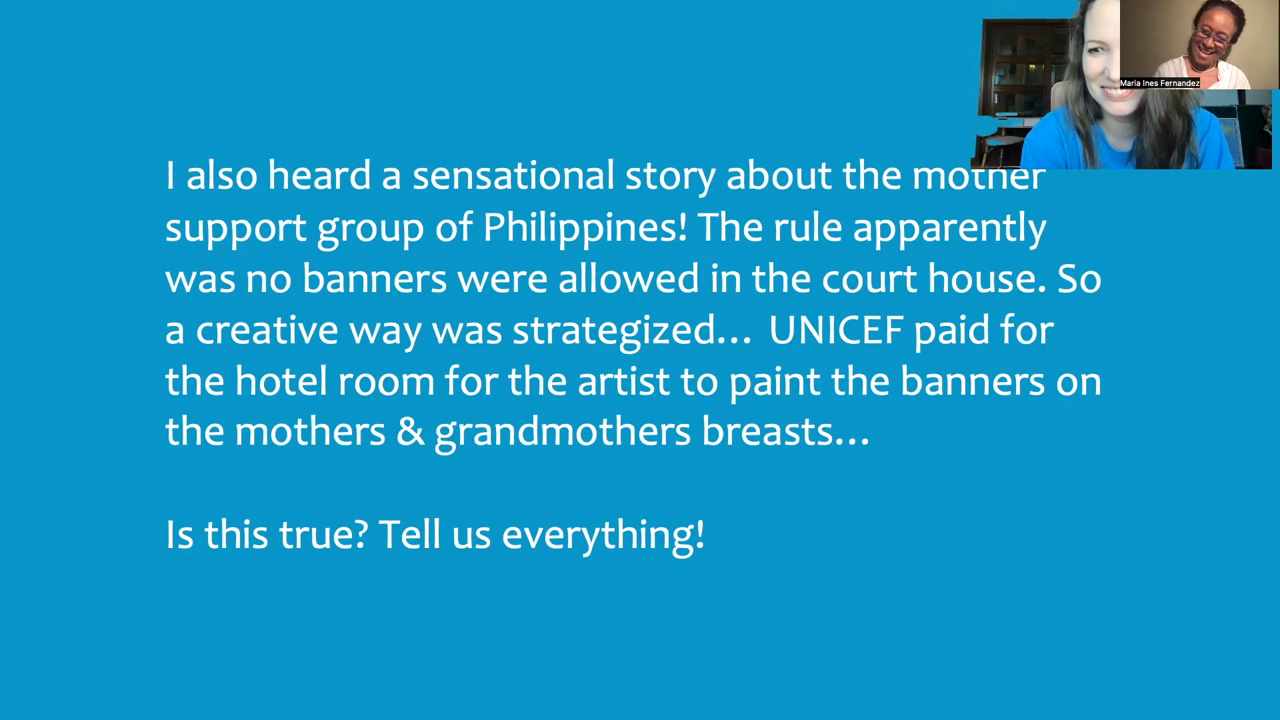 Maria Ines Fernandez
I also heard a sensational story about the mother
support group of Philippines! The rule apparently
was no banners were allowed in the court house. So
a creative way was strategized... UNICEF paid for
the hotel room for the artist to paint the banners on
the mothers & grandmothers breasts...
Is this true? Tell us everything!